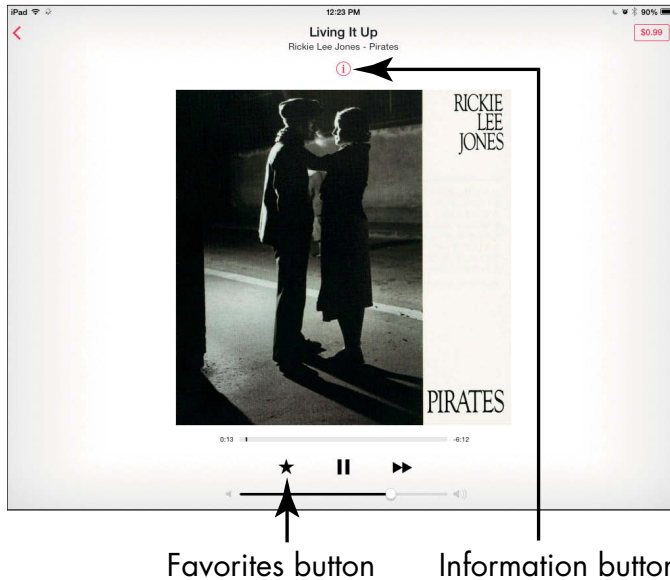 iPad 12:23 PM 90%
Living It Up
$0.99
Rickie Lee Jones - Pirates
i
RICKIE
LEE
JONES
PIRATES
0:13 -6:12
Favorites button Information button